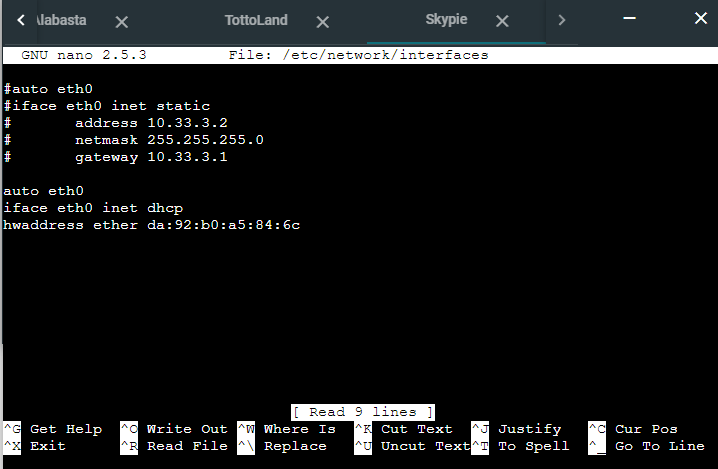 Alabasta TottoLand Skypie
GNU nano 2.5.3 File: /etc/network/interfaces
#auto eth0
#iface eth0 inet static
# address 10.33.3.2
# netmask 255.255.255.0
# gateway 10.33.3.1
auto eth0
iface eth0 inet dhcp
hwaddress ether da:92:b0:a5:84:6c
[ Read 9 lines ]
^G Get Help ^O Write Out ^W Where Is ^K Cut Text ^J Justify ^C Cur Pos
^X Exit ^R Read File ^\ Replace ^U Uncut Text ^T To Spell ^_ Go To Line